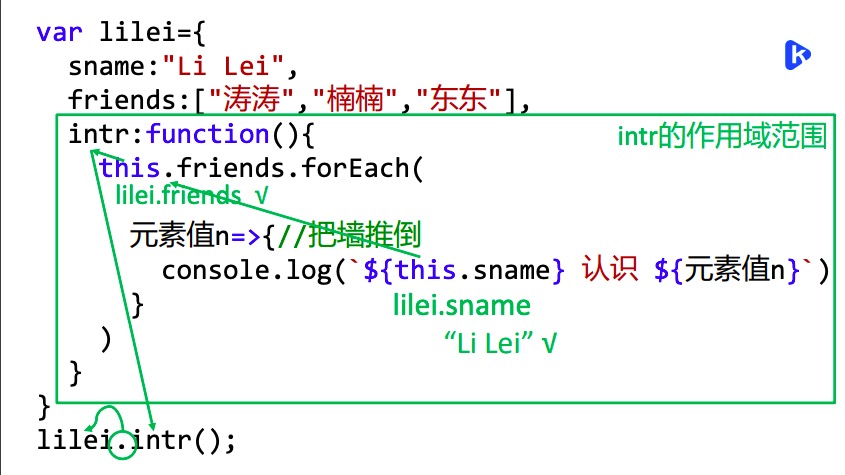 var lilei={
sname:"Li Lei",
friends:["涛涛","楠楠","东东"],
intr:function(){
intr的作用域范围
this.friends.forEach(
lilei.friends √
元素值n=>{//把墙推倒
console.log(`${this.sname} 认识 ${元素值n}`)
}
lilei.sname
)
“Li Lei” √
}
}
lilei.intr();